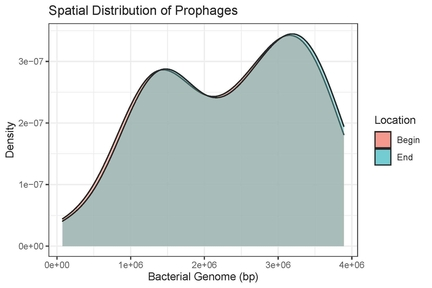 Spatial Distribution of Prophages
3e−07
2e−07
1e−07
0e+00
Density
0e+00 1e+06 2e+06 3e+06 4e+06
Bacterial Genome (bp)
Location
Begin
End